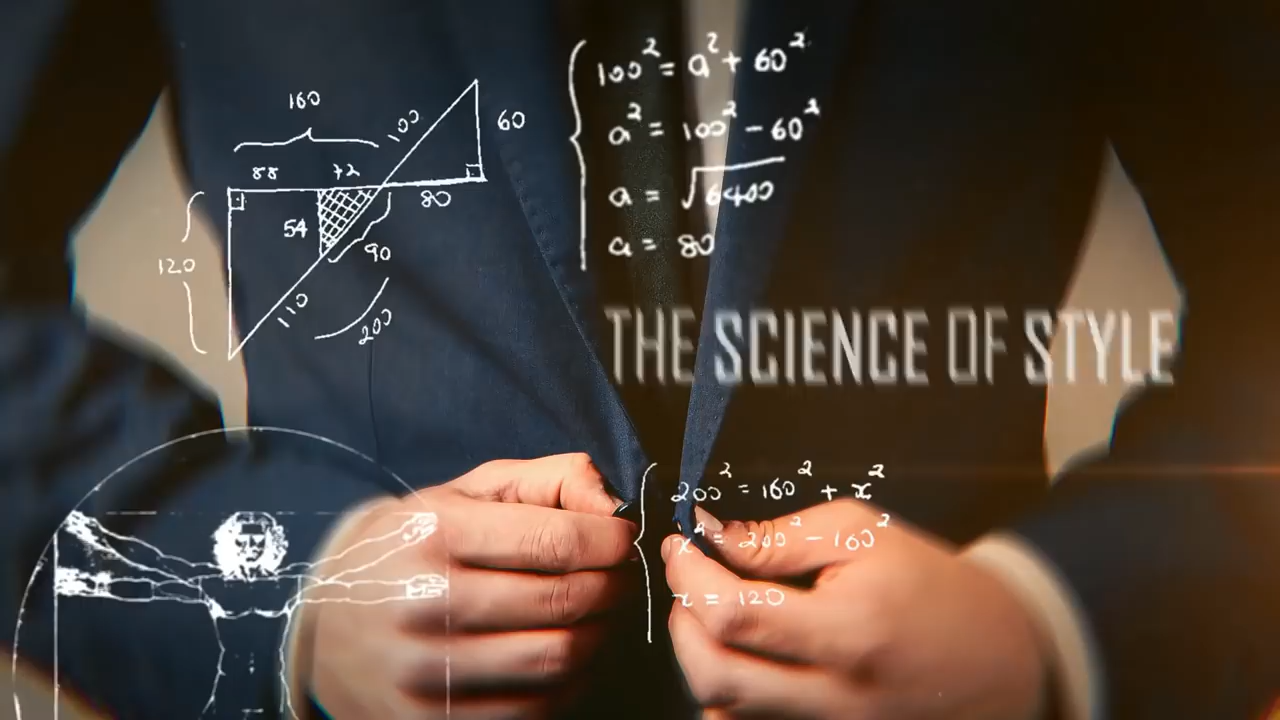 160
100
60
88
72
80
54
120
90
110
200
100² = a² + 60²
a² = 100² - 60²
a = √6400
a = 80
THE SCIENCE OF STYLE
200² = 160² + x²
x² = 200² - 160²
x = 120